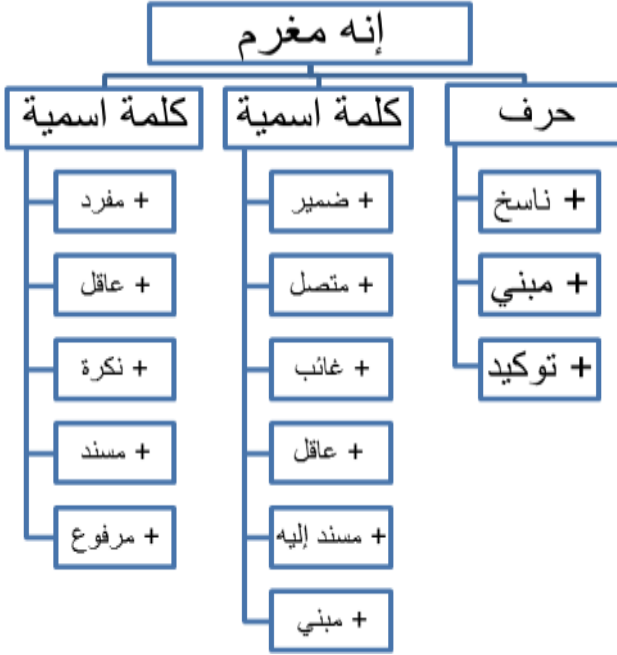 إنه مغرم
حرف
+ ناسخ
+ مبني
+ توكيد
كلمة اسمية
+ ضمير
+ متصل
+ غائب
+ عاقل
+ مسند إليه
+ مبني
كلمة اسمية
+ مفرد
+ عاقل
+ نكرة
+ مسند
+ مرفوع